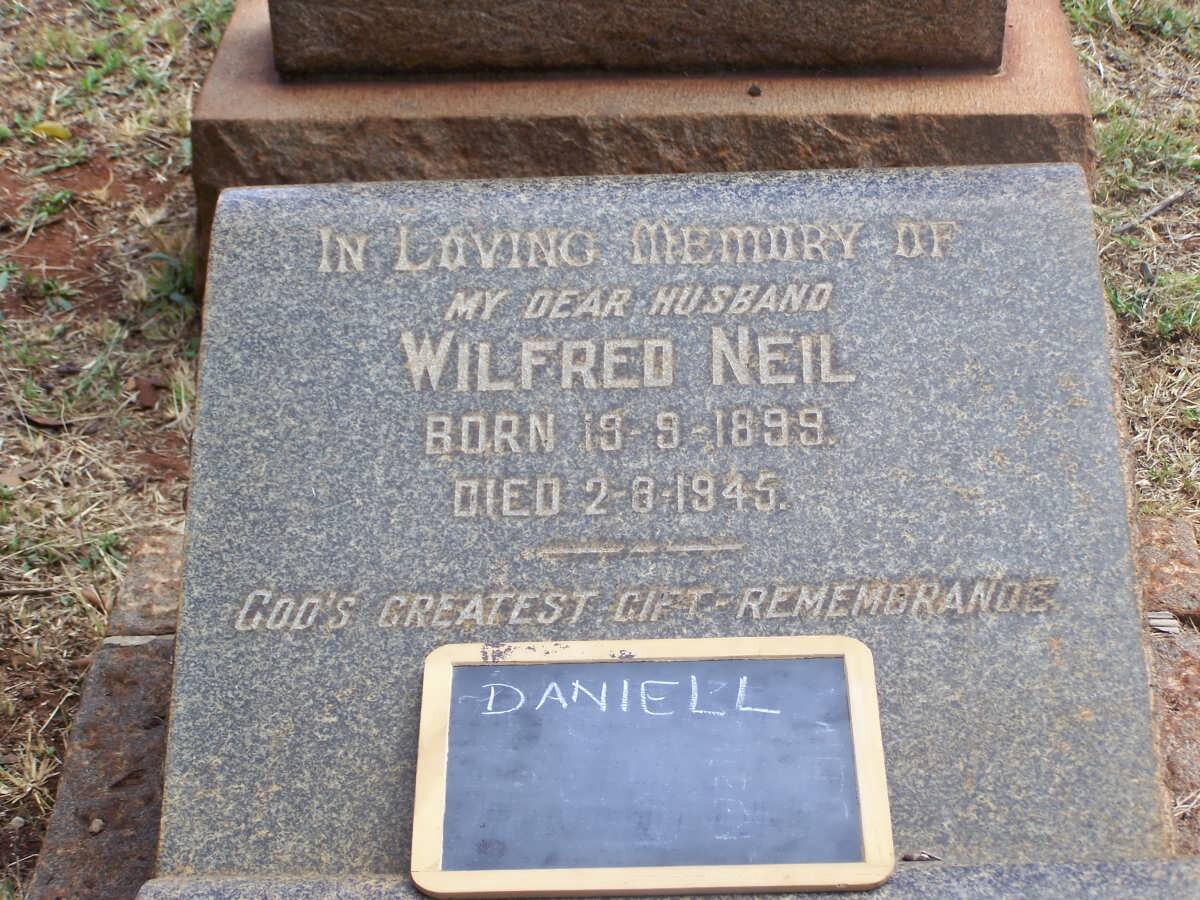 IN LOVING MEMORY OF
MY DEAR HUSBAND
WILFRED NEIL
BORN 19-9-1899.
DIED 2-8-1945.
GOD'S GREATEST GIFT-REMEMBRANCE.
DANIELL